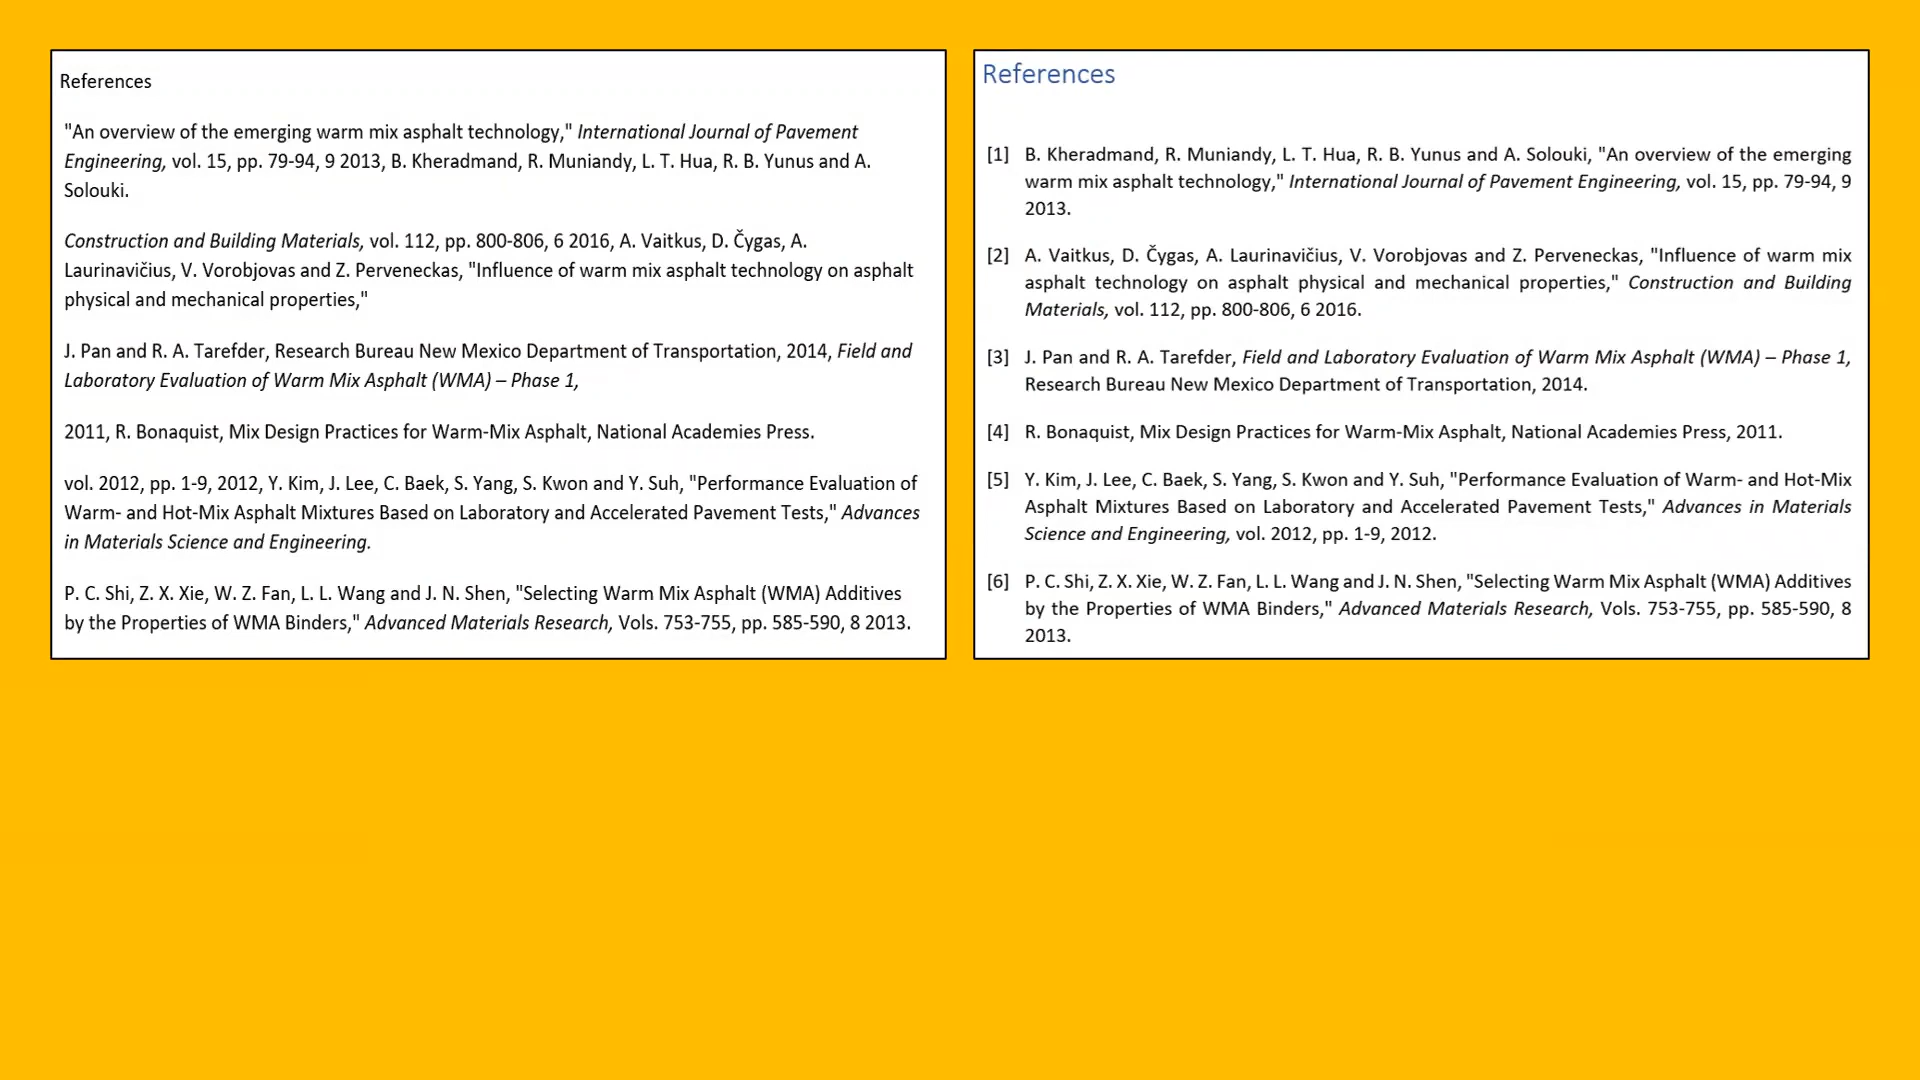 References
"An overview of the emerging warm mix asphalt technology," International Journal of Pavement
Engineering, vol. 15, pp. 79-94, 9 2013, B. Kheradmand, R. Muniandy, L. T. Hua, R. B. Yunus and A.
Solouki.
Construction and Building Materials, vol. 112, pp. 800-806, 6 2016, A. Vaitkus, D. Čygas, A.
Laurinavičius, V. Vorobjovas and Z. Perveneckas, "Influence of warm mix asphalt technology on asphalt
physical and mechanical properties,"
J. Pan and R. A. Tarefder, Research Bureau New Mexico Department of Transportation, 2014, Field and
Laboratory Evaluation of Warm Mix Asphalt (WMA) – Phase 1,
2011, R. Bonaquist, Mix Design Practices for Warm-Mix Asphalt, National Academies Press.
vol. 2012, pp. 1-9, 2012, Y. Kim, J. Lee, C. Baek, S. Yang, S. Kwon and Y. Suh, "Performance Evaluation of
Warm- and Hot-Mix Asphalt Mixtures Based on Laboratory and Accelerated Pavement Tests," Advances
in Materials Science and Engineering.
P. C. Shi, Z. X. Xie, W. Z. Fan, L. L. Wang and J. N. Shen, "Selecting Warm Mix Asphalt (WMA) Additives
by the Properties of WMA Binders," Advanced Materials Research, Vols. 753-755, pp. 585-590, 8 2013.
References
[1] B. Kheradmand, R. Muniandy, L. T. Hua, R. B. Yunus and A. Solouki, "An overview of the emerging
warm mix asphalt technology," International Journal of Pavement Engineering, vol. 15, pp. 79-94, 9
2013.
[2] A. Vaitkus, D. Čygas, A. Laurinavičius, V. Vorobjovas and Z. Perveneckas, "Influence of warm mix
asphalt technology on asphalt physical and mechanical properties," Construction and Building
Materials, vol. 112, pp. 800-806, 6 2016.
[3] J. Pan and R. A. Tarefder, Field and Laboratory Evaluation of Warm Mix Asphalt (WMA) – Phase 1,
Research Bureau New Mexico Department of Transportation, 2014.
[4] R. Bonaquist, Mix Design Practices for Warm-Mix Asphalt, National Academies Press, 2011.
[5] Y. Kim, J. Lee, C. Baek, S. Yang, S. Kwon and Y. Suh, "Performance Evaluation of Warm- and Hot-Mix
Asphalt Mixtures Based on Laboratory and Accelerated Pavement Tests," Advances in Materials
Science and Engineering, vol. 2012, pp. 1-9, 2012.
[6] P. C. Shi, Z. X. Xie, W. Z. Fan, L. L. Wang and J. N. Shen, "Selecting Warm Mix Asphalt (WMA) Additives
by the Properties of WMA Binders," Advanced Materials Research, Vols. 753-755, pp. 585-590, 8
2013.